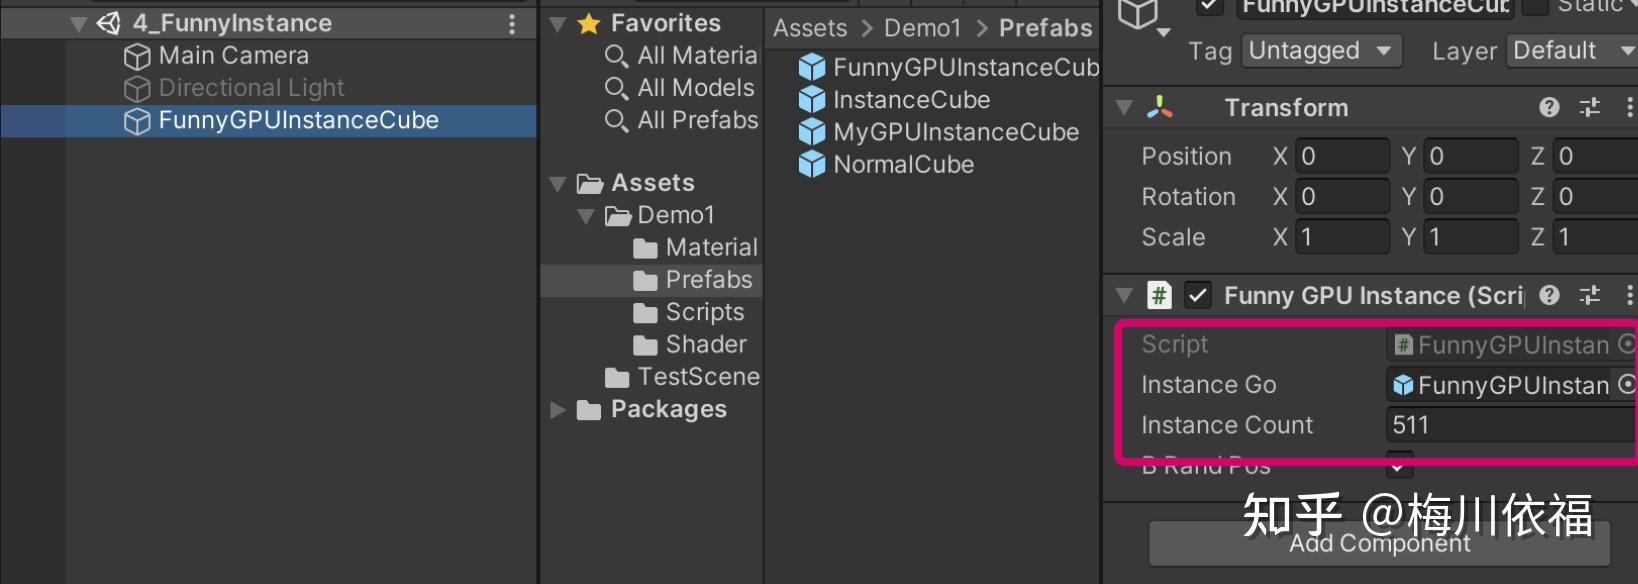 4_FunnyInstance
Main Camera
Directional Light
FunnyGPUInstanceCube
Favorites
All Materia
All Models
All Prefabs
Assets
Demo1
Material
Prefabs
Scripts
Shader
TestScene
Packages
Assets > Demo1 > Prefabs
FunnyGPUInstanceCub
InstanceCube
MyGPUInstanceCube
NormalCube
FunnyGPUInstanceCub Static
Tag Untagged Layer Default
Transform
Position X 0 Y 0 Z 0
Rotation X 0 Y 0 Z 0
Scale X 1 Y 1 Z 1
# Funny GPU Instance (Scri
Script # FunnyGPUInstan
Instance Go FunnyGPUInstan
Instance Count 511
B Rand Pos
知乎 @梅川依福
Add Component